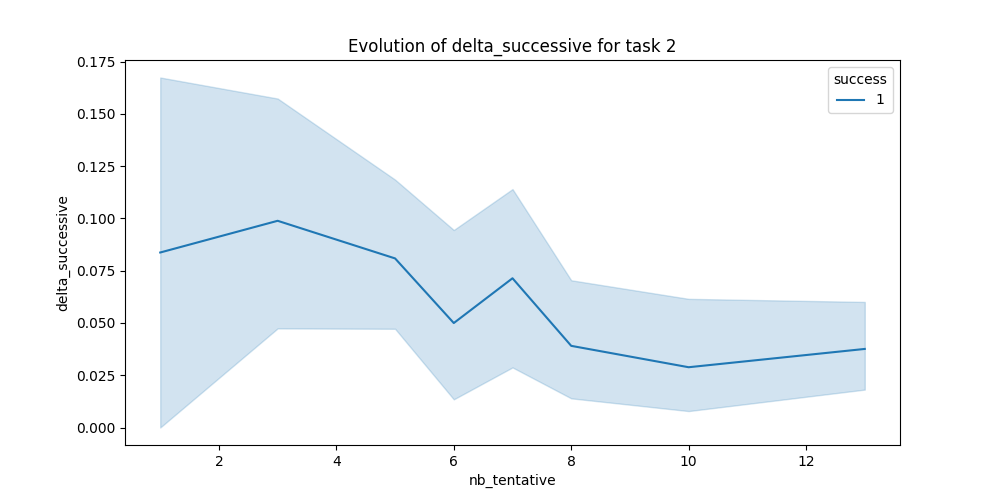 Evolution of delta_successive for task 2
success
1
0.175
0.150
0.125
0.100
0.075
0.050
0.025
0.000
delta_successive
2 4 6 8 10 12
nb_tentative